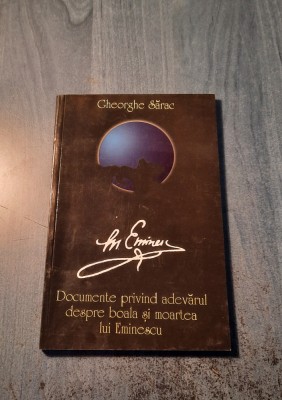 Gheorghe Sărac
M Eminescu
Documente privind adevărul
despre boala și moartea
lui Eminescu